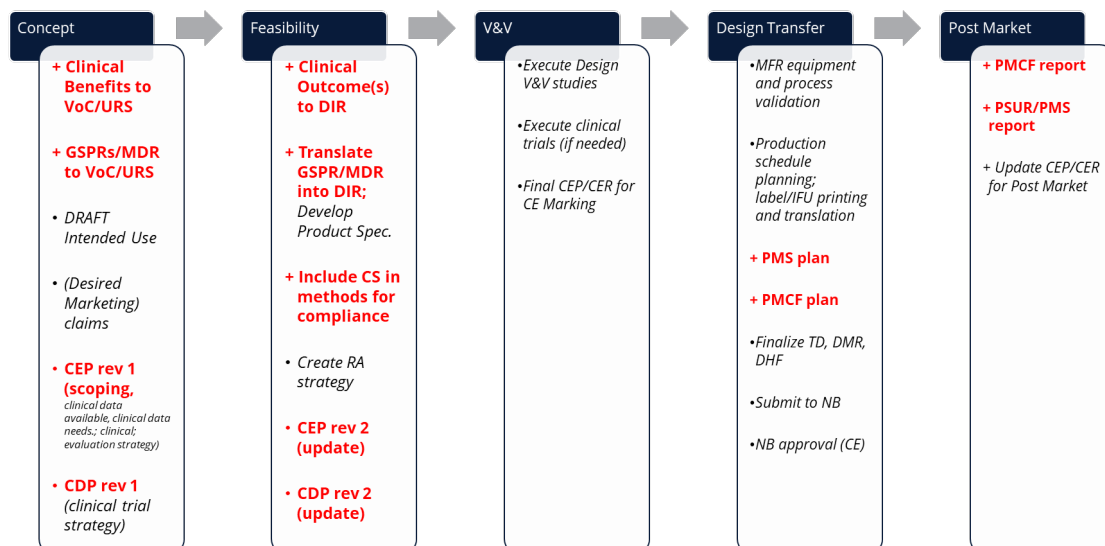 Concept
+ Clinical
Benefits to
VoC/URS
+ GSPRs/MDR
to VoC/URS
• DRAFT
Intended Use
• (Desired
Marketing)
claims
• CEP rev 1
(scoping,
clinical data
available, clinical data
needs.; clinical;
evaluation strategy)
• CDP rev 1
(clinical trial
strategy)
Feasibility
+ Clinical
Outcome(s)
to DIR
+ Translate
GSPR/MDR
into DIR;
Develop
Product Spec.
+ Include CS in
methods for
compliance
• Create RA
strategy
• CEP rev 2
(update)
• CDP rev 2
(update)
V&V
•Execute Design
V&V studies
•Execute clinical
trials (if needed)
•Final CEP/CER for
CE Marking
Design Transfer
•MFR equipment
and process
validation
•Production
schedule
planning;
label/IFU printing
and translation
+ PMS plan
+ PMCF plan
•Finalize TD, DMR,
DHF
•Submit to NB
•NB approval (CE)
Post Market
+ PMCF report
+ PSUR/PMS
report
+ Update CEP/CER
for Post Market